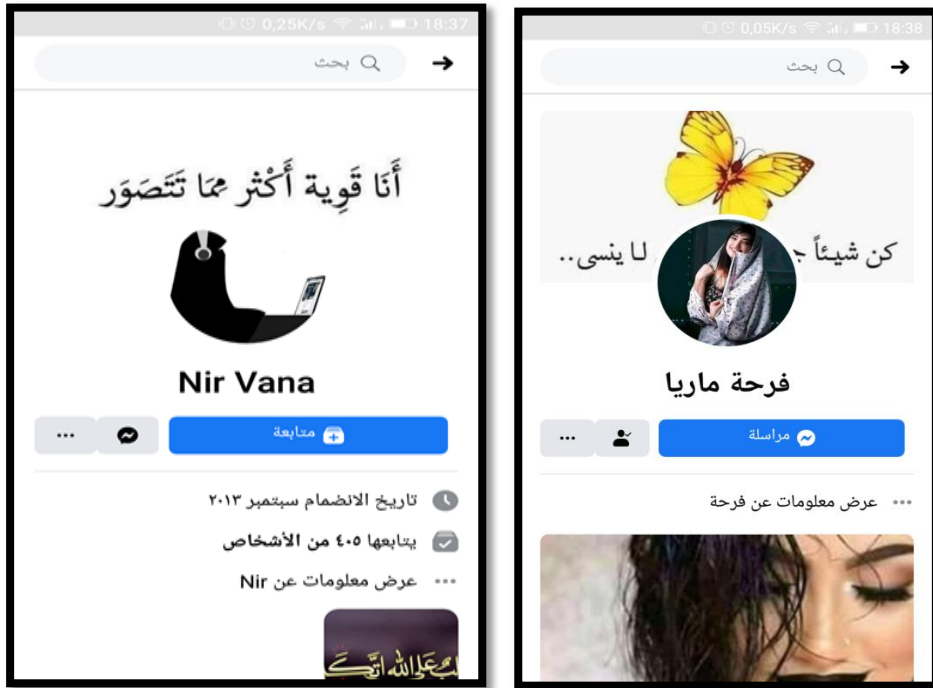 0,25K/s 18:37
بحث
أَنَا قَوِية أَكْثر مِمَا تَتَصَوَر
Nir Vana
متابعة
تاريخ الانضمام سبتمبر ٢٠١٣
يتابعها ٤٠٥ من الأشخاص
عرض معلومات عن Nir
0,05K/s 18:38
بحث
كن شيئاً لا ينسى..
فرحة ماريا
مراسلة
عرض معلومات عن فرحة